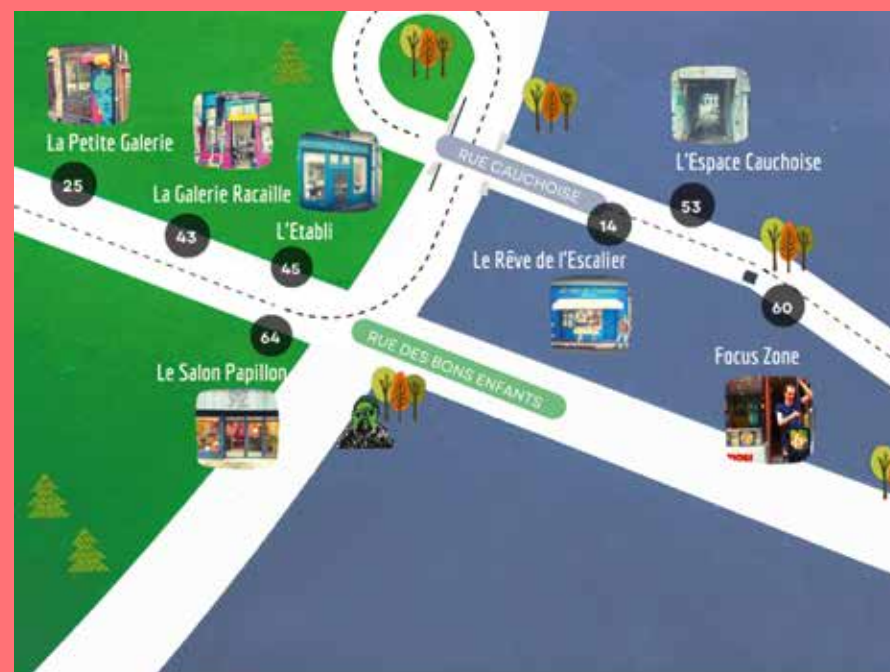 La Petite Galerie
25
La Galerie Racaille
43
L'Etabli
45
64
Le Salon Papillon
RUE CAUCHOISE
L'Espace Cauchoise
53
14
Le Rêve de l'Escalier
60
Focus Zone
RUE DES BONS ENFANTS